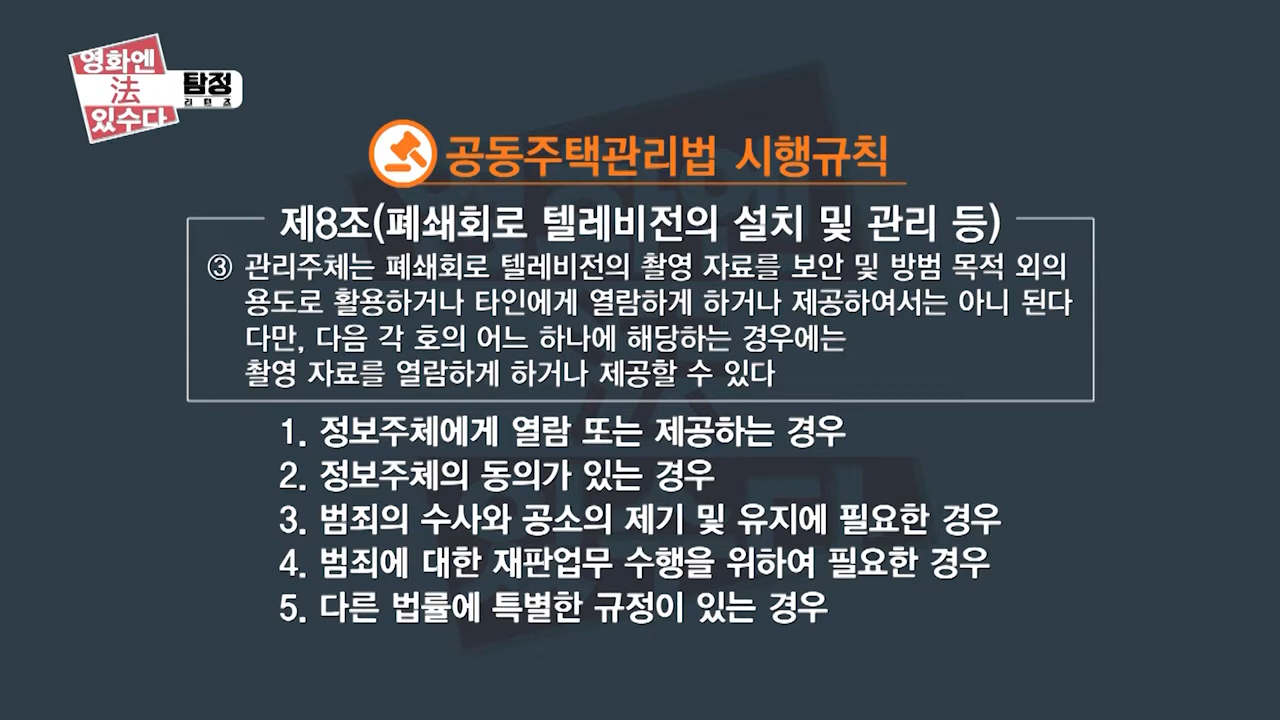 영화엔
法
있수다
탐정
리턴즈
공동주택관리법 시행규칙
제8조(폐쇄회로 텔레비전의 설치 및 관리 등)
③ 관리주체는 폐쇄회로 텔레비전의 촬영 자료를 보안 및 방범 목적 외의
용도로 활용하거나 타인에게 열람하게 하거나 제공하여서는 아니 된다
다만, 다음 각 호의 어느 하나에 해당하는 경우에는
촬영 자료를 열람하게 하거나 제공할 수 있다
1. 정보주체에게 열람 또는 제공하는 경우
2. 정보주체의 동의가 있는 경우
3. 범죄의 수사와 공소의 제기 및 유지에 필요한 경우
4. 범죄에 대한 재판업무 수행을 위하여 필요한 경우
5. 다른 법률에 특별한 규정이 있는 경우